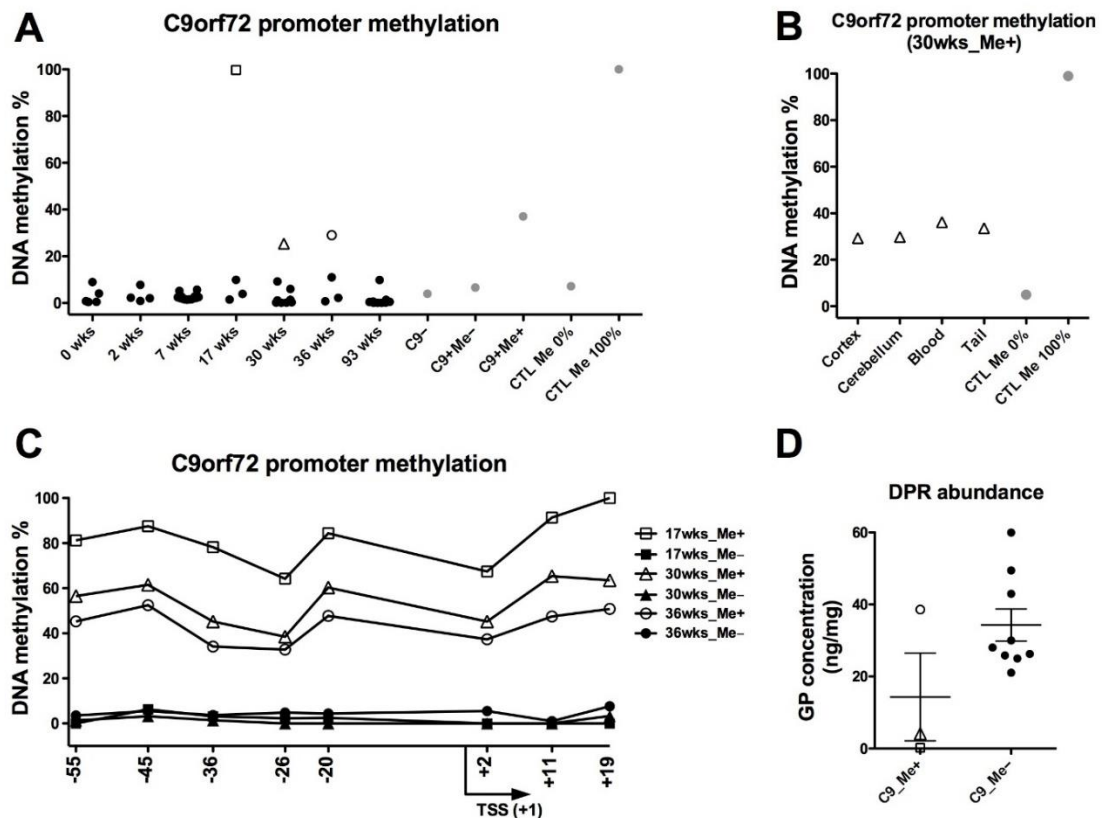 A
C9orf72 promoter methylation
DNA methylation %
100
80
60
40
20
0
0 wks
2 wks
7 wks
17 wks
30 wks
36 wks
93 wks
C9−
C9+Me−
C9+Me+
CTL Me 0%
CTL Me 100%
B
C9orf72 promoter methylation
(30wks_Me+)
DNA methylation %
100
80
60
40
20
0
Cortex
Cerebellum
Blood
Tail
CTL Me 0%
CTL Me 100%
C
C9orf72 promoter methylation
DNA methylation %
100
80
60
40
20
0
-55
-45
-36
-26
-20
+2
+11
+19
TSS (+1)
17wks_Me+
17wks_Me−
30wks_Me+
30wks_Me−
36wks_Me+
36wks_Me−
D
DPR abundance
GP concentration
(ng/mg)
60
40
20
0
C9_Me+
C9_Me−